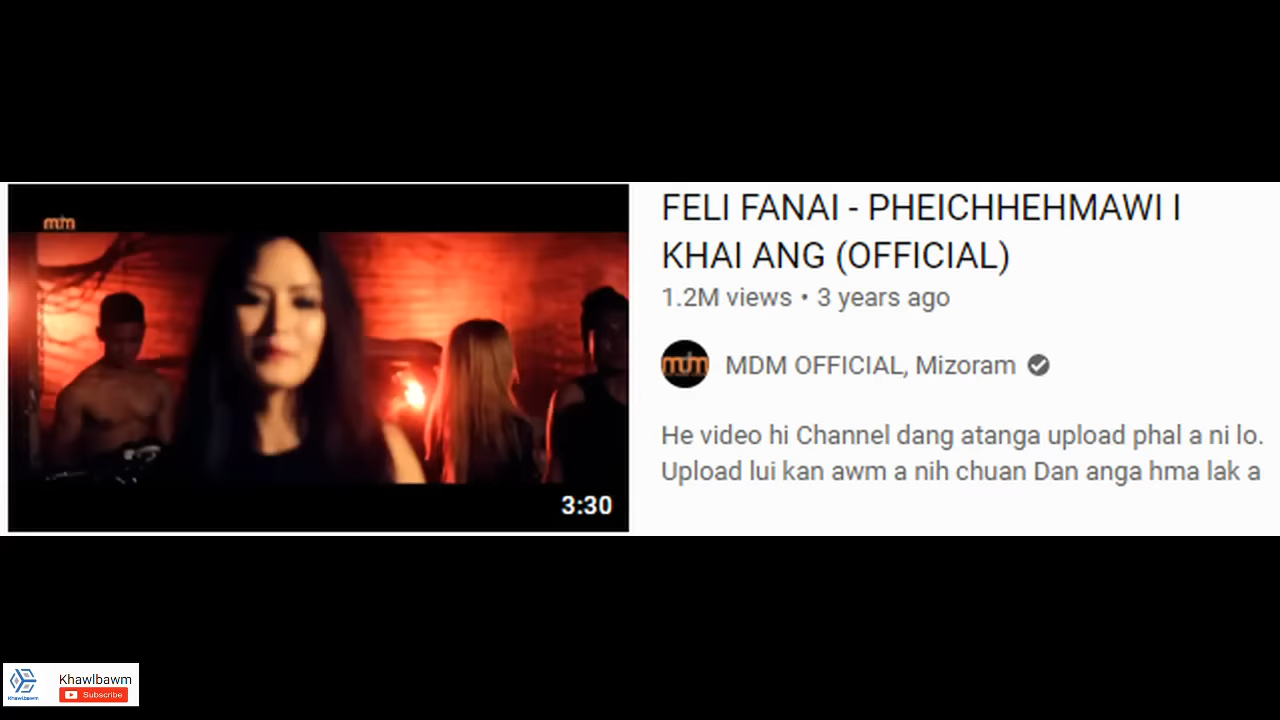 mdm
FELI FANAI - PHEICHHEHMAWI I
KHAI ANG (OFFICIAL)
1.2M views • 3 years ago
mdm
MDM OFFICIAL, Mizoram
He video hi Channel dang atanga upload phal a ni lo.
Upload lui kan awm a nih chuan Dan anga hma lak a
3:30
Khawlbawm
Khawlbawm
Subscribe